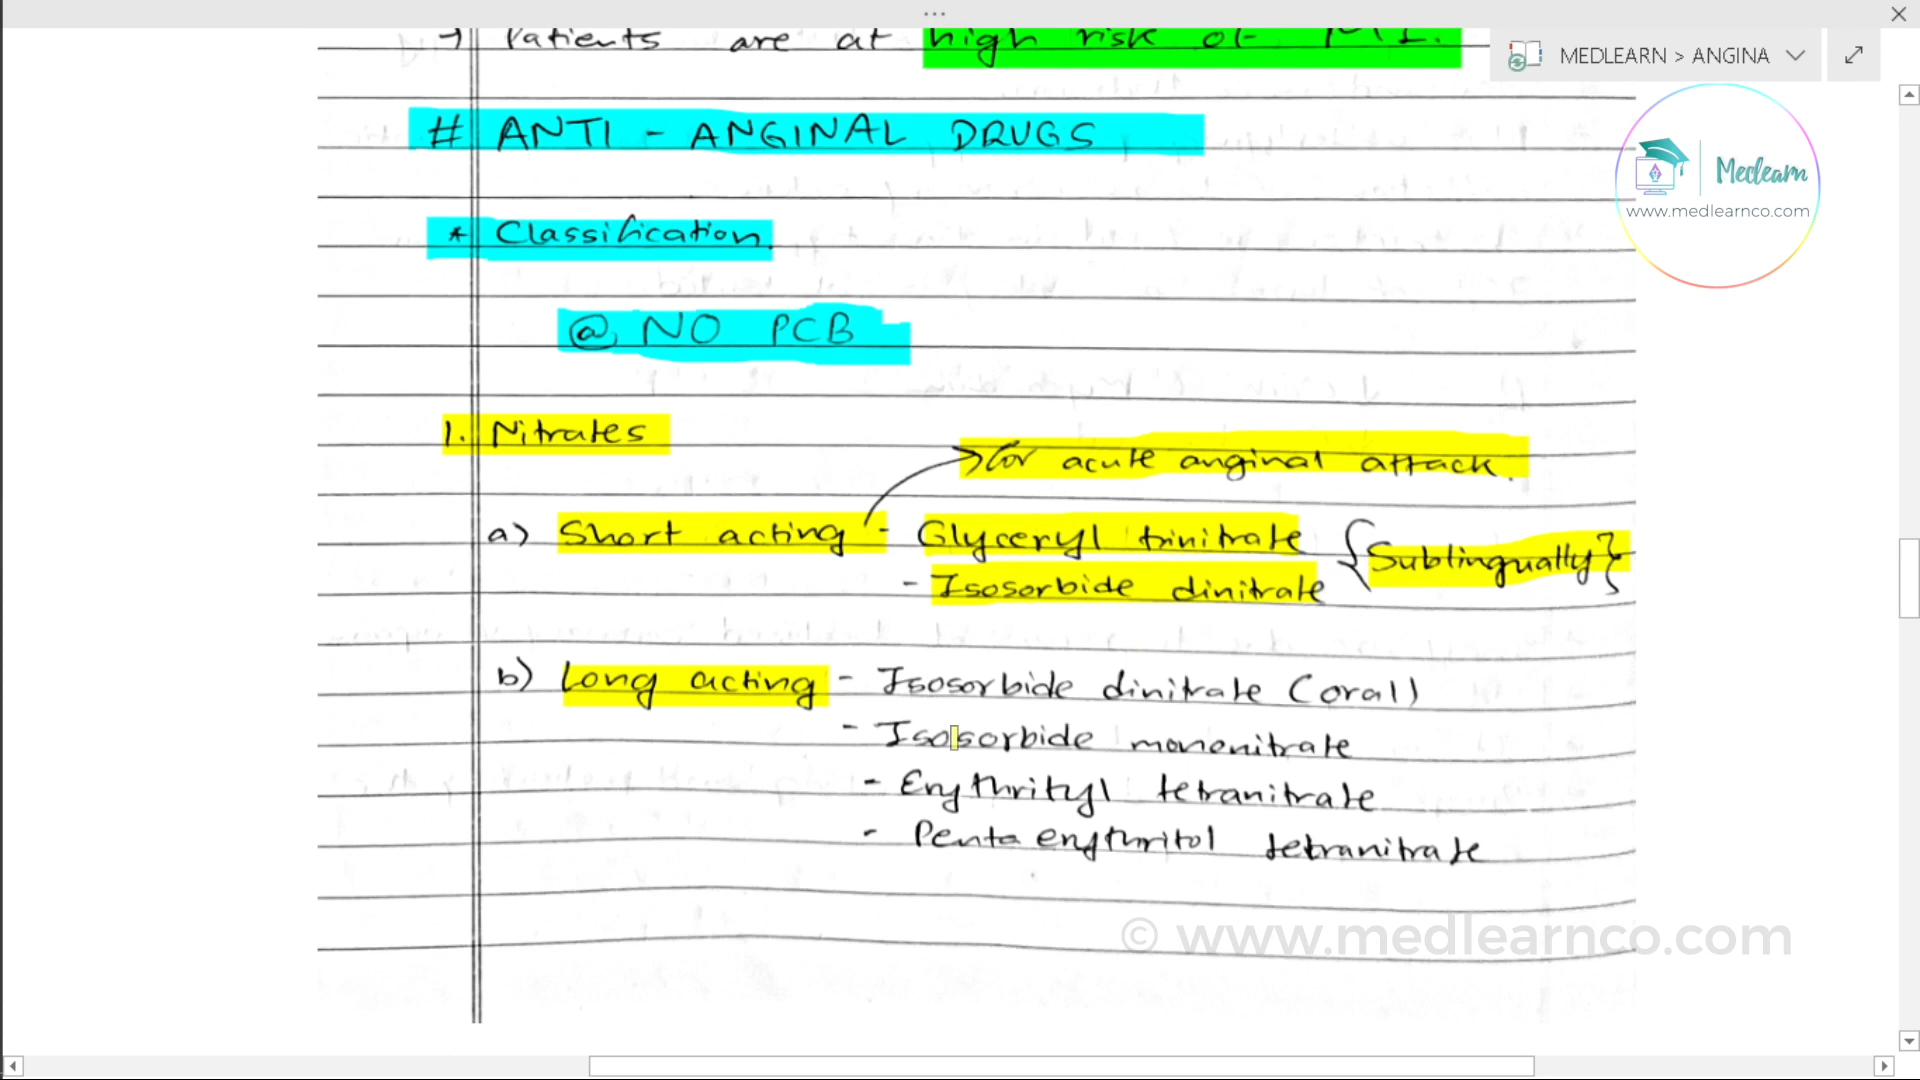 ...
MEDLEARN > ANGINA
→ Patients are at high risk of MI.
# ANTI - ANGINAL DRUGS
Medlearn
www.medlearnco.com
* Classification.
@ NO PCB
1. Nitrates
for acute anginal attack.
a) Short acting - Glyceryl trinitrate {Sublingually}
- Isosorbide dinitrate
b) Long acting - Isosorbide dinitrate (oral)
- Isosorbide mononitrate
- Erythrityl tetranitrate
- Penta erythritol tetranitrate
© www.medlearnco.com